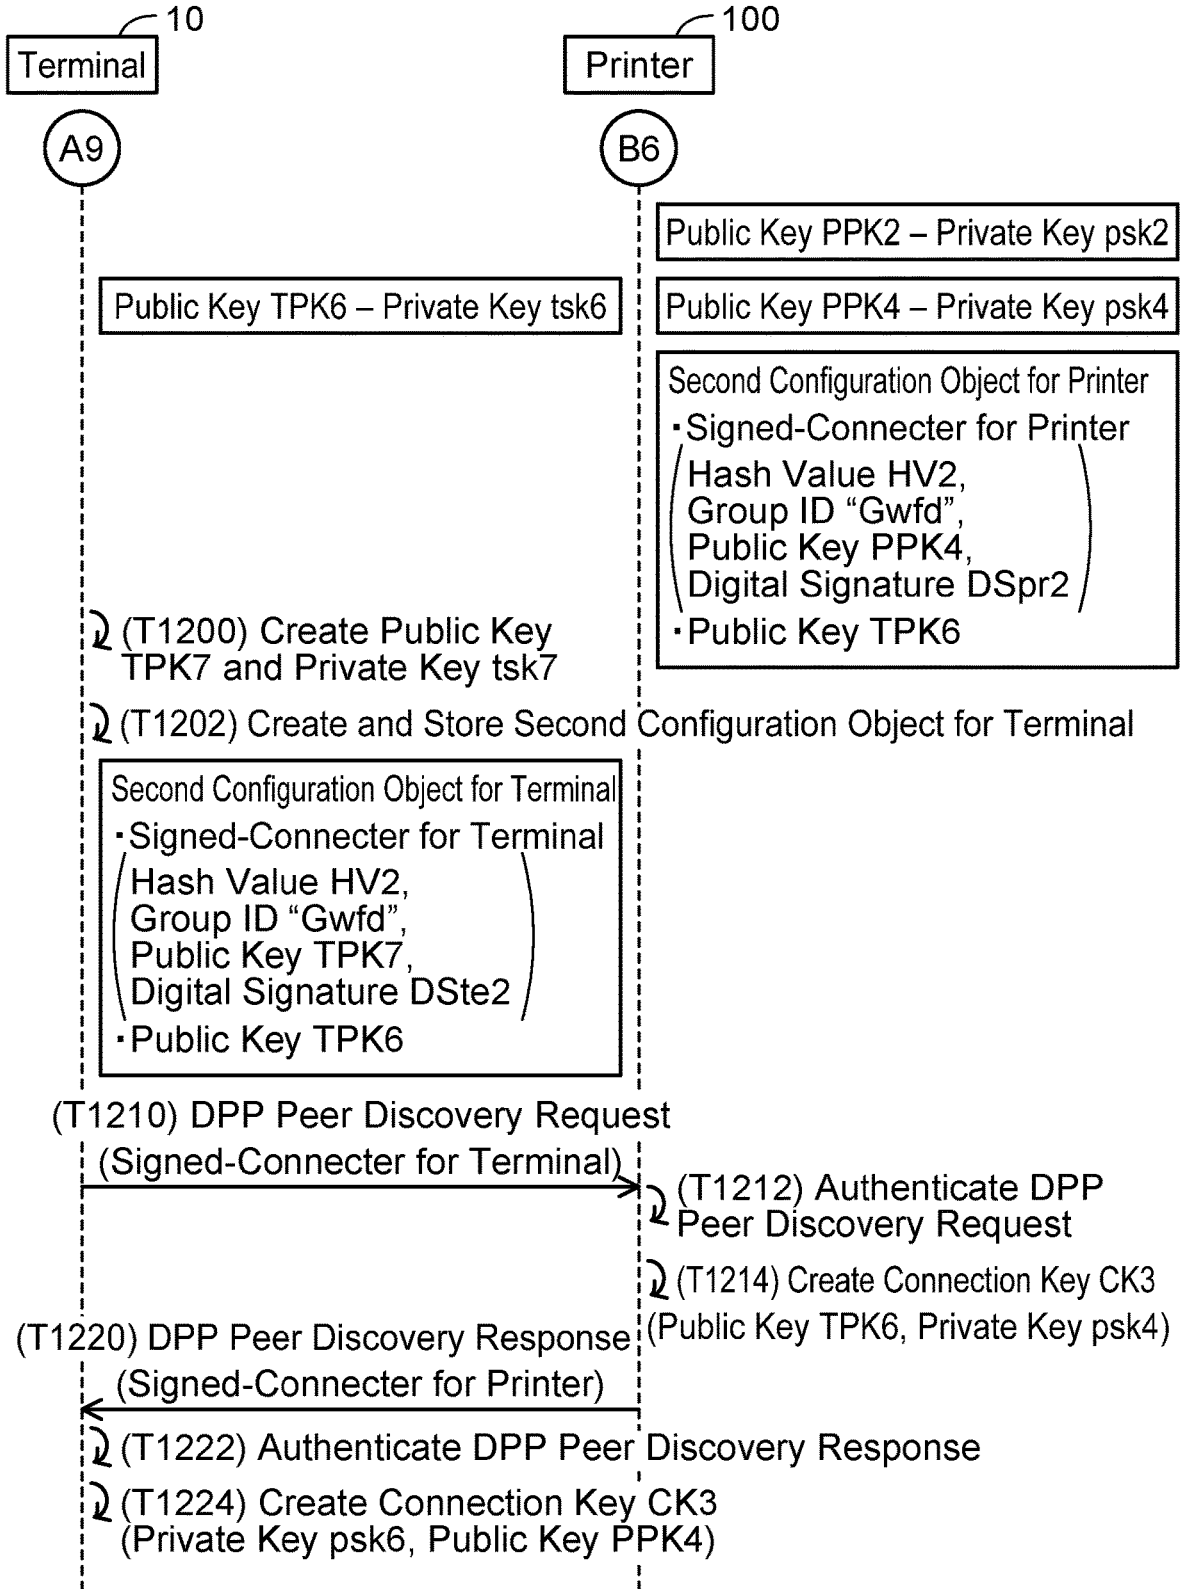 10
100
Terminal
Printer
A9
B6
Public Key PPK2 – Private Key psk2
Public Key TPK6 – Private Key tsk6
Public Key PPK4 – Private Key psk4
Second Configuration Object for Printer
・Signed-Connecter for Printer
Hash Value HV2,
Group ID “Gwfd”,
Public Key PPK4,
Digital Signature DSpr2
・Public Key TPK6
(T1200) Create Public Key
TPK7 and Private Key tsk7
(T1202) Create and Store Second Configuration Object for Terminal
Second Configuration Object for Terminal
・Signed-Connecter for Terminal
Hash Value HV2,
Group ID “Gwfd”,
Public Key TPK7,
Digital Signature DSte2
・Public Key TPK6
(T1210) DPP Peer Discovery Request
(Signed-Connecter for Terminal)
(T1212) Authenticate DPP
Peer Discovery Request
(T1214) Create Connection Key CK3
(Public Key TPK6, Private Key psk4)
(T1220) DPP Peer Discovery Response
(Signed-Connecter for Printer)
(T1222) Authenticate DPP Peer Discovery Response
(T1224) Create Connection Key CK3
(Private Key psk6, Public Key PPK4)